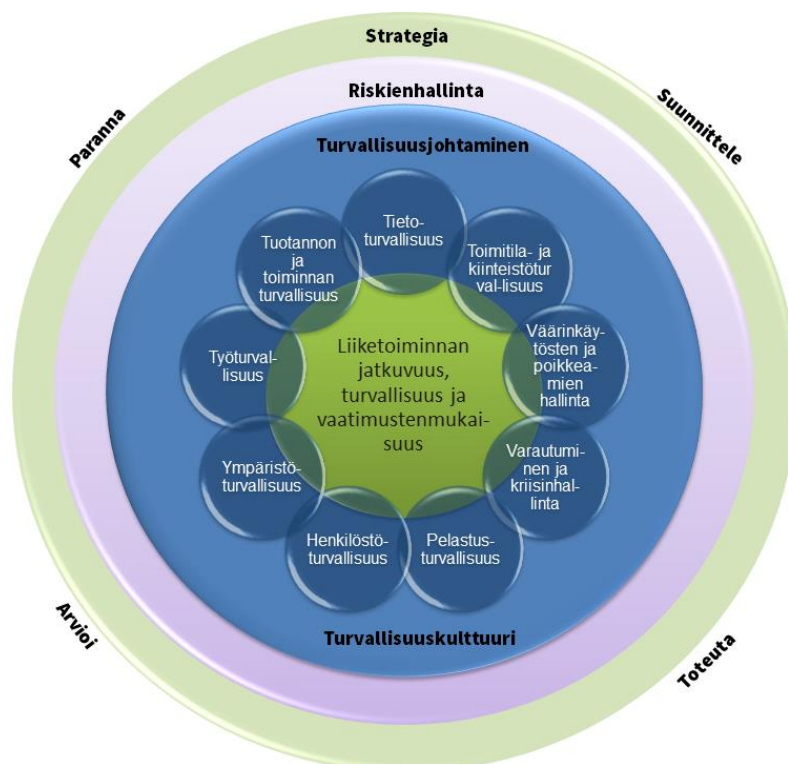 Strategia
Suunnittele
Paranna
Riskienhallinta
Turvallisuusjohtaminen
Tieto-
turvallisuus
Toimitila- ja
kiinteistötur
val-lisuus
Väärinkäy-
tösten ja
poikkea-
mien
hallinta
Varautumi-
nen ja
kriisinhal-
linta
Pelastus-
turvallisuus
Henkilöstö-
turvallisuus
Ympäristö-
turvallisuus
Työturval-
lisuus
Tuotannon
ja
toiminnan
turvallisuus
Liiketoiminnan
jatkuvuus,
turvallisuus ja
vaatimustenmukai-
suus
Turvallisuuskulttuuri
Toteuta
Arvioi